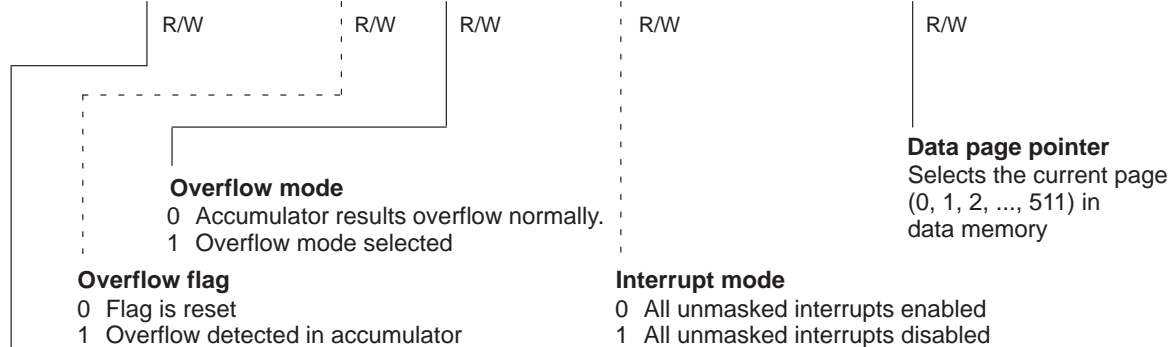 R/W R/W R/W R/W R/W
Data page pointer
Selects the current page
(0, 1, 2, ..., 511) in
data memory
Overflow mode
0 Accumulator results overflow normally.
1 Overflow mode selected
Overflow flag
0 Flag is reset
1 Overflow detected in accumulator
Interrupt mode
0 All unmasked interrupts enabled
1 All unmasked interrupts disabled